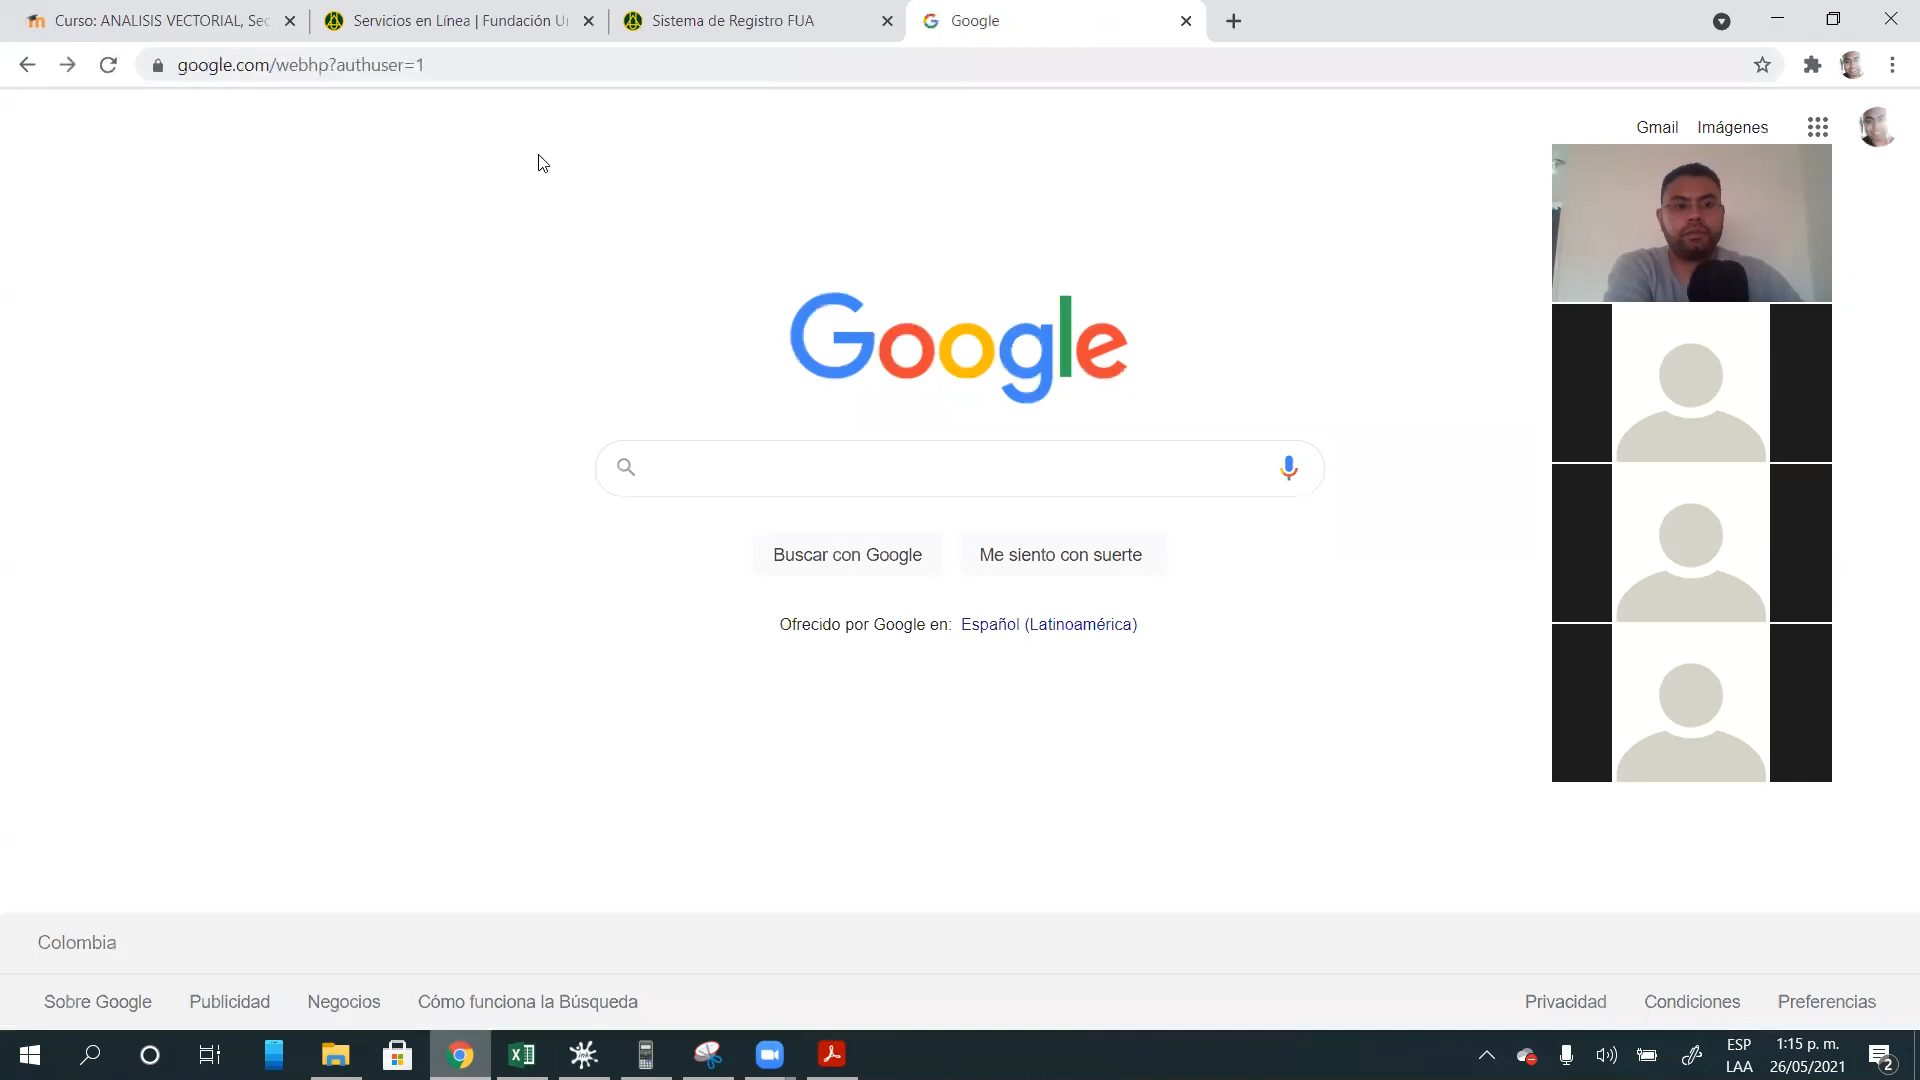 Curso: ANALISIS VECTORIAL, Sec
Servicios en Línea | Fundación Un
Sistema de Registro FUA
Google
google.com/webhp?authuser=1
Gmail
Imágenes
Google
Buscar con Google
Me siento con suerte
Ofrecido por Google en: Español (Latinoamérica)
Colombia
Sobre Google
Publicidad
Negocios
Cómo funciona la Búsqueda
Privacidad
Condiciones
Preferencias
ESP
LAA
1:15 p. m.
26/05/2021
2